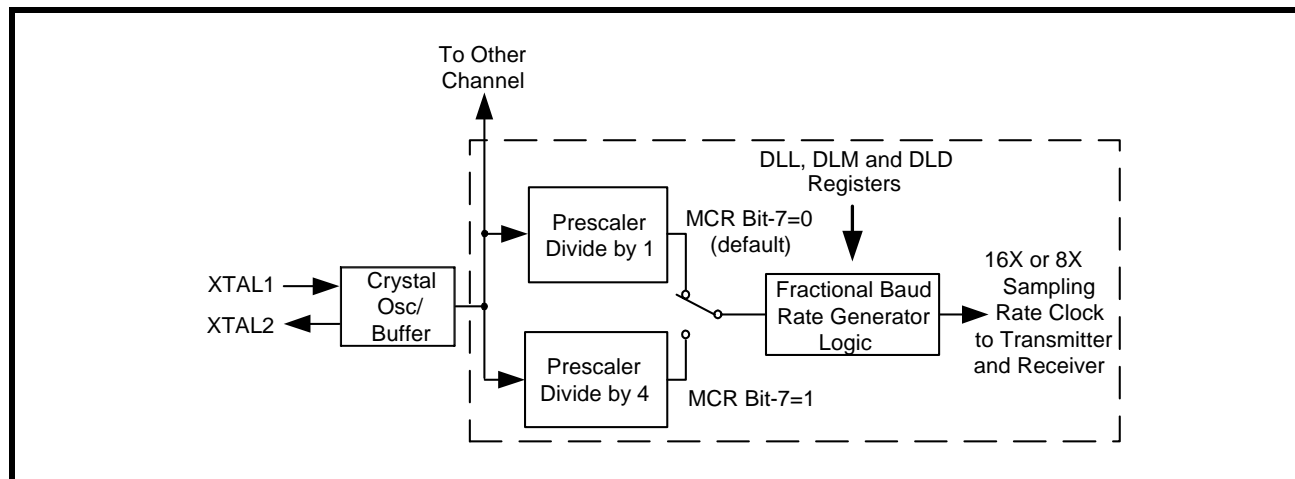 To Other
Channel
DLL, DLM and DLD
Registers
Prescaler
Divide by 1
MCR Bit-7=0
(default)
XTAL1
XTAL2
Crystal
Osc/
Buffer
Fractional Baud
Rate Generator
Logic
16X or 8X
Sampling
Rate Clock
to Transmitter
and Receiver
Prescaler
Divide by 4
MCR Bit-7=1